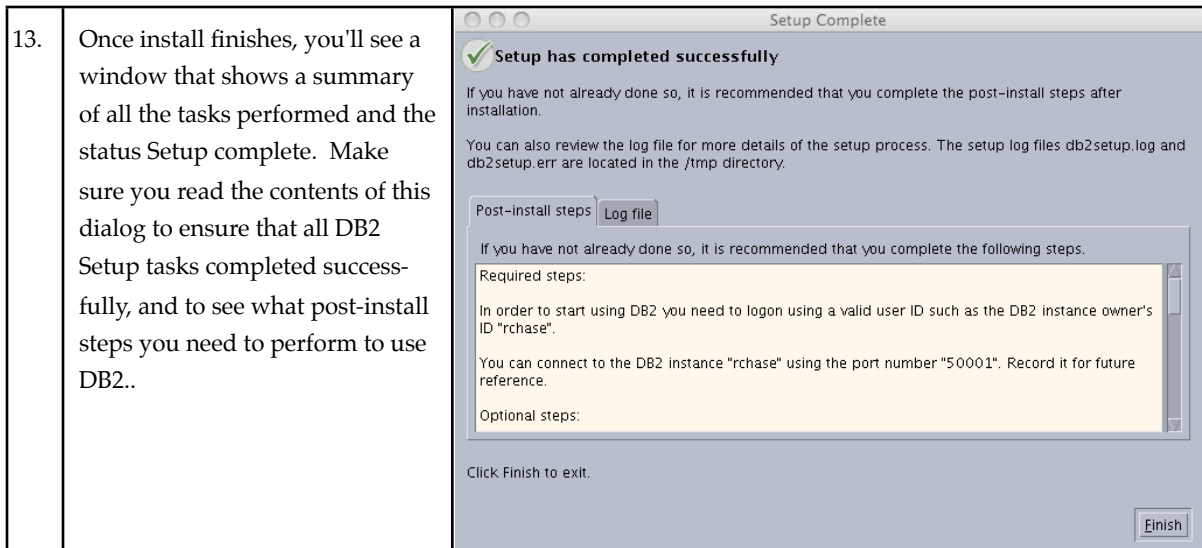 13.
Once install finishes, you'll see a
window that shows a summary
of all the tasks performed and the
status Setup complete.  Make
sure you read the contents of this
dialog to ensure that all DB2
Setup tasks completed success-
fully, and to see what post-install
steps you need to perform to use
DB2..
Setup Complete
Setup has completed successfully
If you have not already done so, it is recommended that you complete the post-install steps after
installation.
You can also review the log file for more details of the setup process. The setup log files db2setup.log and
db2setup.err are located in the /tmp directory.
Post-install steps
Log file
If you have not already done so, it is recommended that you complete the following steps.
Required steps:
In order to start using DB2 you need to logon using a valid user ID such as the DB2 instance owner's
ID "rchase".
You can connect to the DB2 instance "rchase" using the port number "50001". Record it for future
reference.
Optional steps:
Click Finish to exit.
Finish